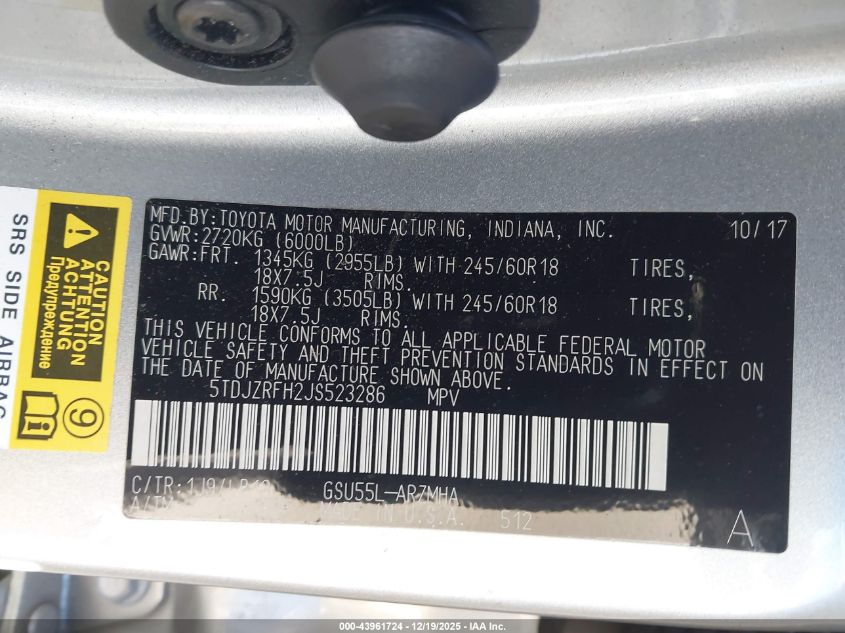 SRS SIDE AIRBAG
CAUTION
ATTENTION
ACHTUNG
Предупреждение
9
MFD.BY:TOYOTA MOTOR MANUFACTURING, INDIANA, INC. 10/17
GVWR:2720KG (6000LB)
GAWR:FRT. 1345KG (2955LB) WITH 245/60R18 TIRES,
18X7.5J RIMS.
RR. 1590KG (3505LB) WITH 245/60R18 TIRES,
18X7.5J RIMS.
THIS VEHICLE CONFORMS TO ALL APPLICABLE FEDERAL MOTOR
VEHICLE SAFETY AND THEFT PREVENTION STANDARDS IN EFFECT ON
THE DATE OF MANUFACTURE SHOWN ABOVE.
5TDJZRFH2JS523286 MPV
C/TR:1J9/ GSU55L-ARZMHA
A/TM MADE IN U.S.A. 512
A
000-43961724 - 12/19/2025 - IAA Inc.